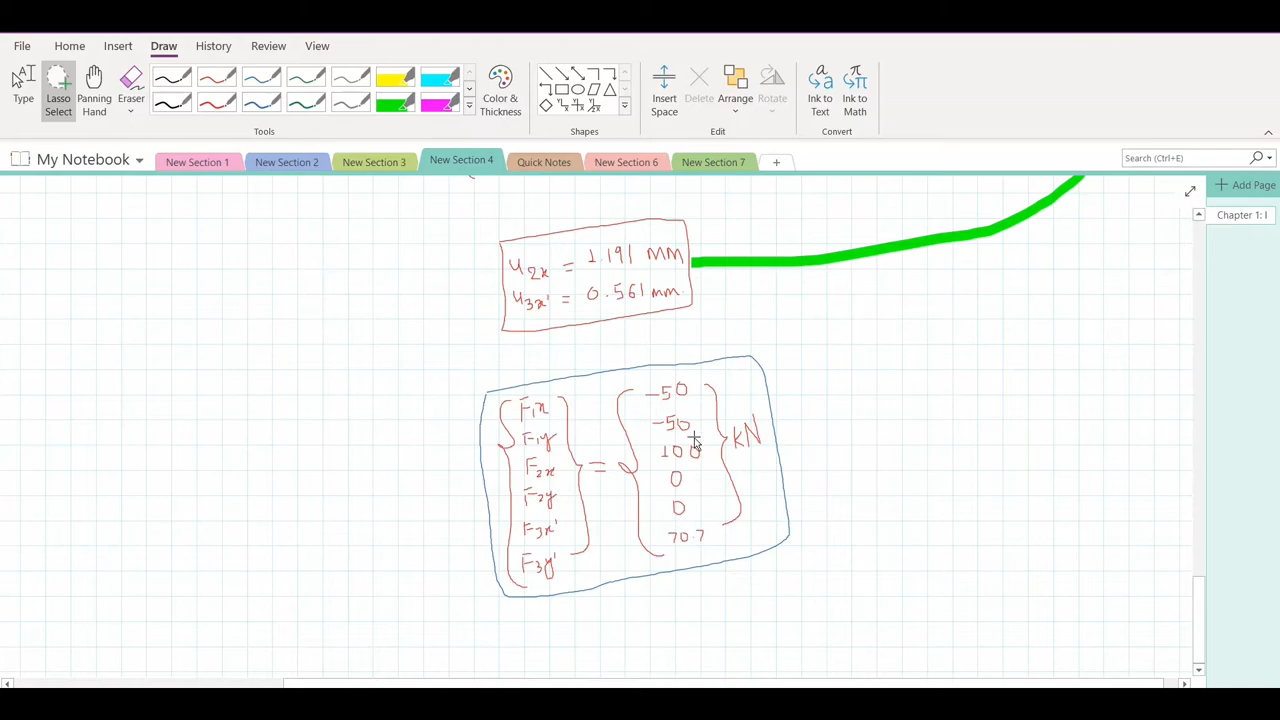 File Home Insert Draw History Review View
Type
Lasso Select
Panning Hand
Eraser
Color & Thickness
Insert Space
Delete
Arrange
Rotate
Ink to Text
Ink to Math
Tools Shapes Edit Convert
My Notebook New Section 1 New Section 2 New Section 3 New Section 4 Quick Notes New Section 6 New Section 7 + Search (Ctrl+E)
+ Add Page
Chapter 1: I
u2x = 1.191 MM
u3x' = 0.561 mm
F1x -50
F1y -50
F2x = 100 kN
F2y 0
F3x' 0
F3y' 70.7